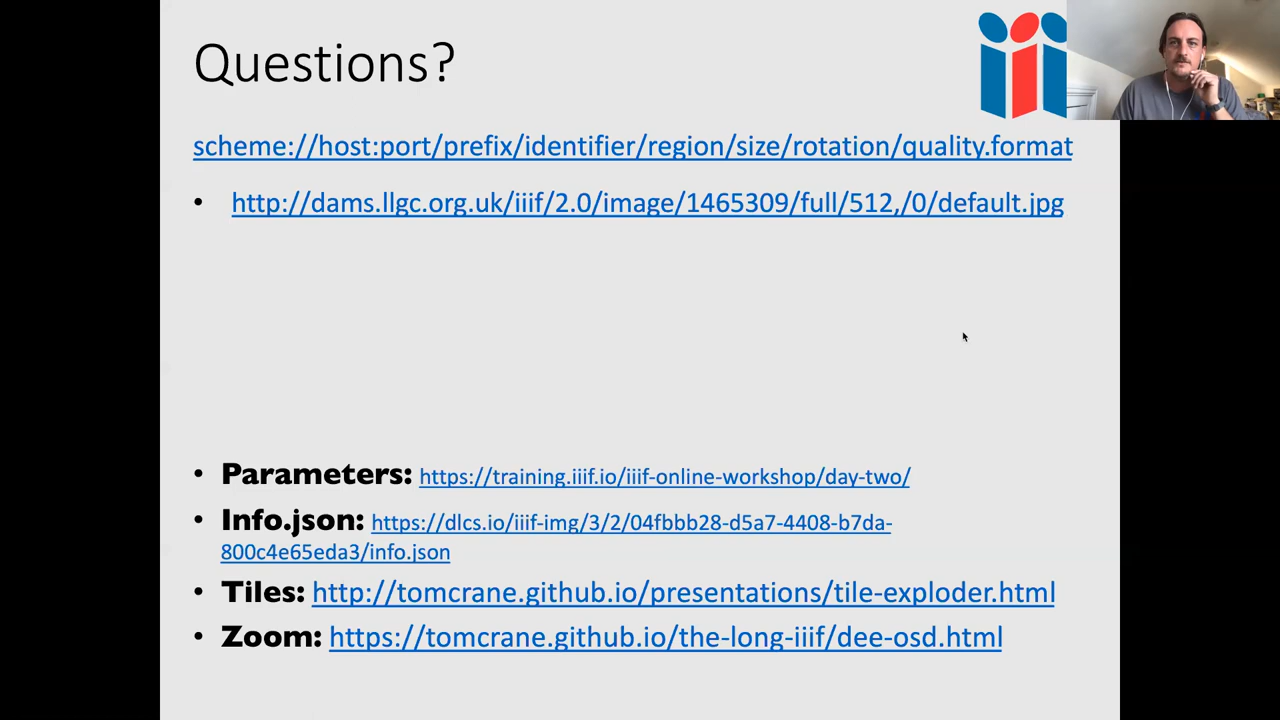 Questions?
scheme://host:port/prefix/identifier/region/size/rotation/quality.format
• http://dams.llgc.org.uk/iiif/2.0/image/1465309/full/512,/0/default.jpg
• Parameters: https://training.iiif.io/iiif-online-workshop/day-two/
• Info.json: https://dlcs.io/iiif-img/3/2/04fbbb28-d5a7-4408-b7da-
800c4e65eda3/info.json
• Tiles: http://tomcrane.github.io/presentations/tile-exploder.html
• Zoom: https://tomcrane.github.io/the-long-iiif/dee-osd.html